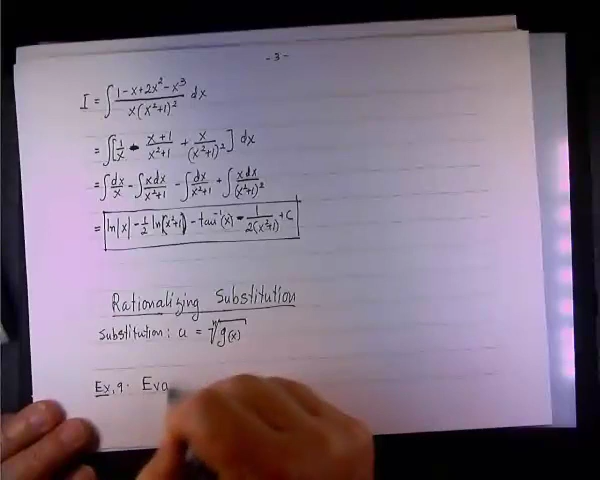 -3-
I = ∫ (1-x+2x²-x³)/(x(x²+1)²) dx
= ∫[1/x - (x+1)/(x²+1) + x/(x²+1)²] dx
= ∫dx/x - ∫xdx/(x²+1) - ∫dx/(x²+1) + ∫xdx/(x²+1)²
= ln|x| - 1/2 ln(x²+1) - tan⁻¹(x) - 1/(2(x²+1)) + C
Rationalizing Substitution
Substitution: u = ⁿ√g(x)
Ex. 9: Eva